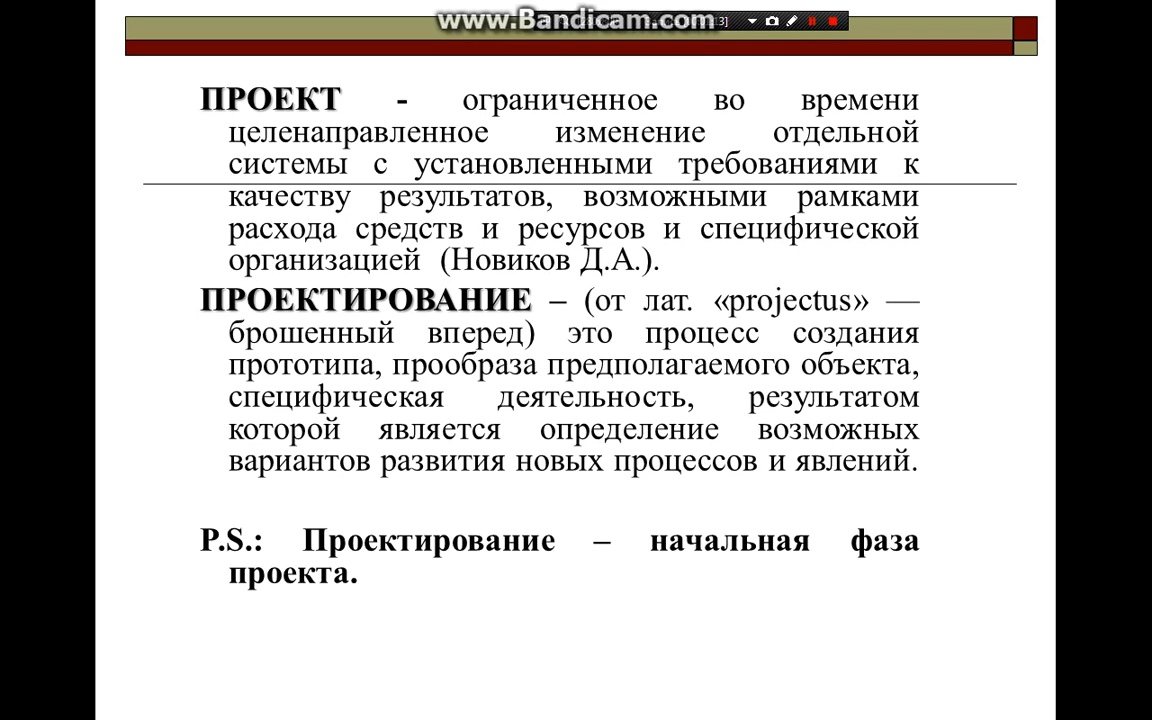 www.Bandicam.com
ПРОЕКТ - ограниченное во времени
целенаправленное изменение отдельной
системы с установленными требованиями к
качеству результатов, возможными рамками
расхода средств и ресурсов и специфической
организацией (Новиков Д.А.).
ПРОЕКТИРОВАНИЕ – (от лат. «projectus» —
брошенный вперед) это процесс создания
прототипа, прообраза предполагаемого объекта,
специфическая деятельность, результатом
которой является определение возможных
вариантов развития новых процессов и явлений.
P.S.: Проектирование – начальная фаза
проекта.